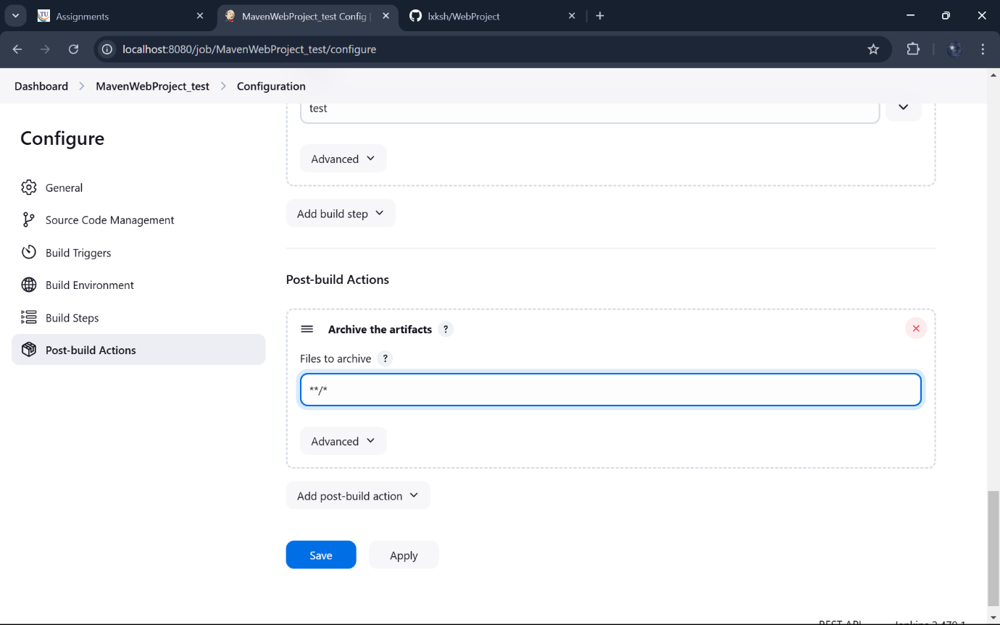 Assignments
MavenWebProject_test Config |
lxksh/WebProject
localhost:8080/job/MavenWebProject_test/configure
Dashboard
MavenWebProject_test
Configuration
Configure
General
Source Code Management
Build Triggers
Build Environment
Build Steps
Post-build Actions
test
Advanced
Add build step
Post-build Actions
Archive the artifacts ?
Files to archive ?
**/*
Advanced
Add post-build action
Save
Apply
REST API